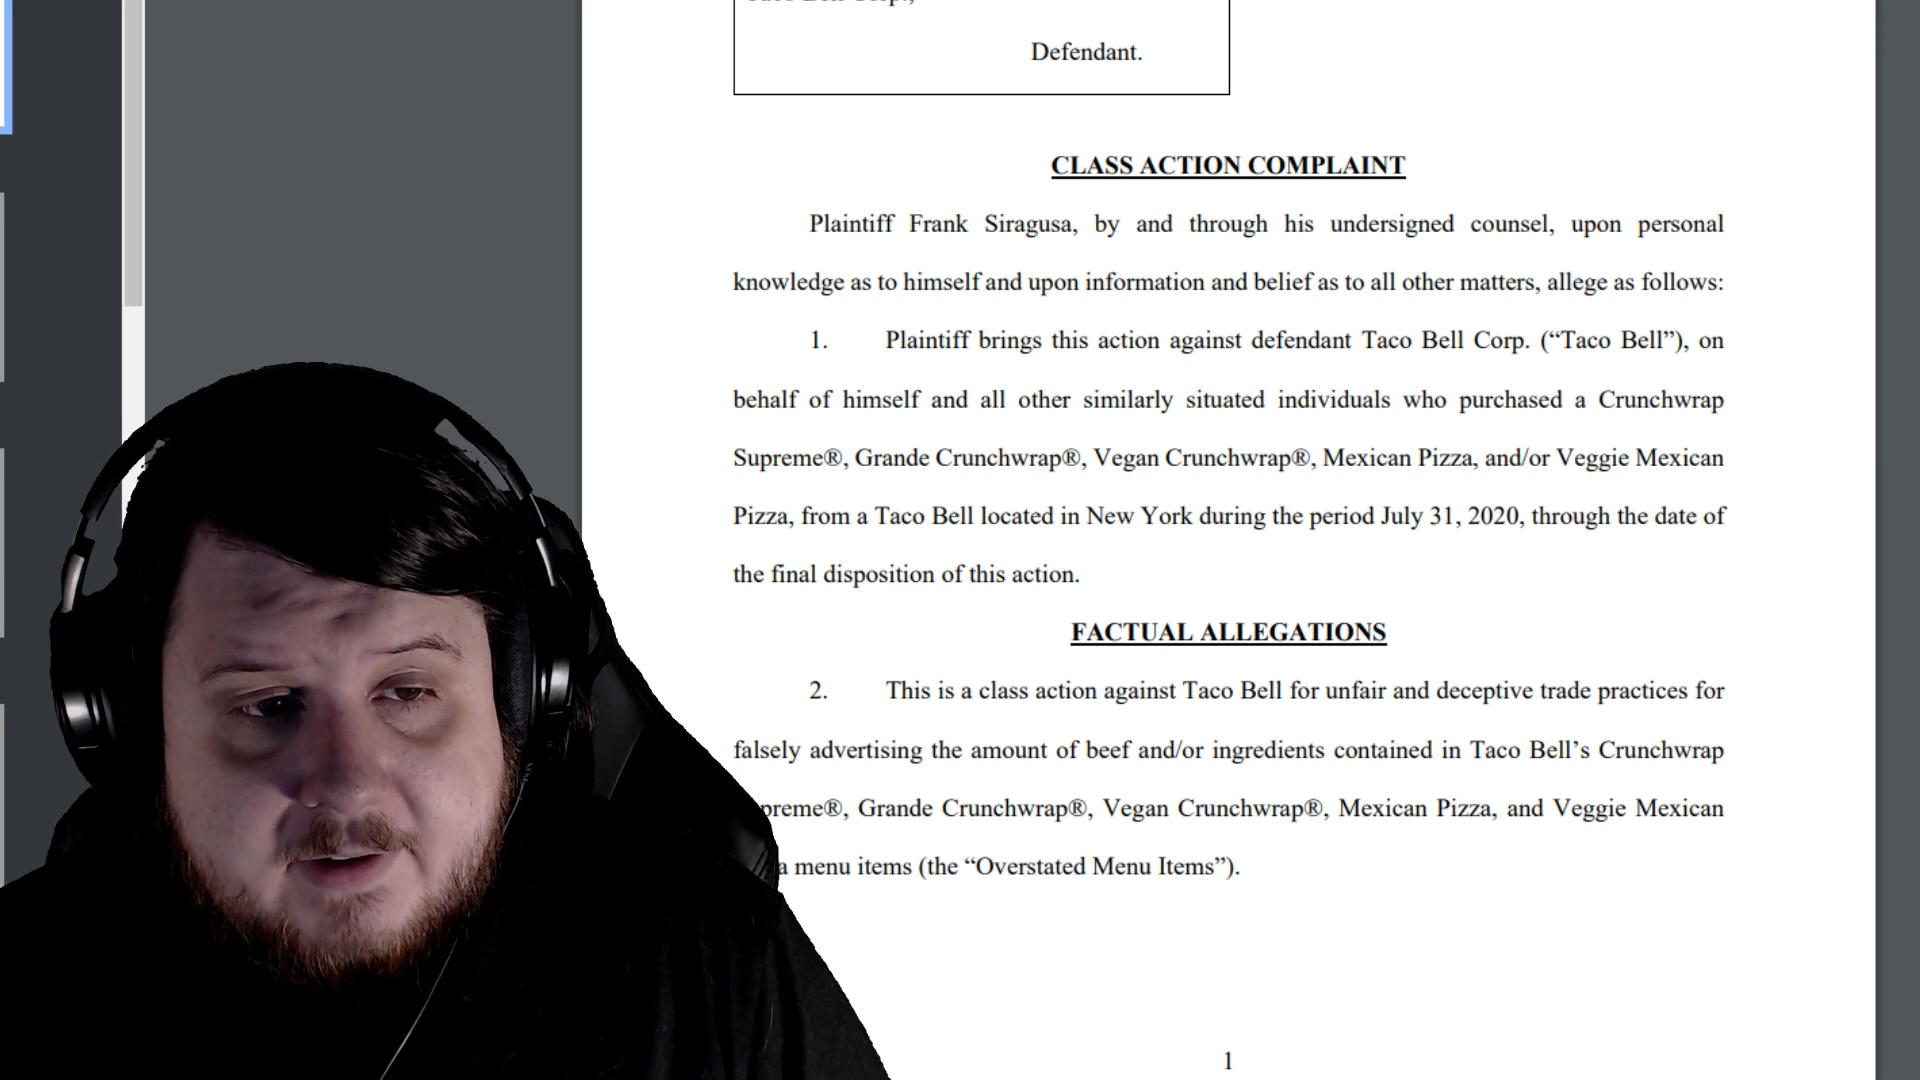 Defendant.
CLASS ACTION COMPLAINT
Plaintiff Frank Siragusa, by and through his undersigned counsel, upon personal
knowledge as to himself and upon information and belief as to all other matters, allege as follows:
1. Plaintiff brings this action against defendant Taco Bell Corp. (“Taco Bell”), on
behalf of himself and all other similarly situated individuals who purchased a Crunchwrap
Supreme®, Grande Crunchwrap®, Vegan Crunchwrap®, Mexican Pizza, and/or Veggie Mexican
Pizza, from a Taco Bell located in New York during the period July 31, 2020, through the date of
the final disposition of this action.
FACTUAL ALLEGATIONS
2. This is a class action against Taco Bell for unfair and deceptive trade practices for
falsely advertising the amount of beef and/or ingredients contained in Taco Bell’s Crunchwrap
preme®, Grande Crunchwrap®, Vegan Crunchwrap®, Mexican Pizza, and Veggie Mexican
a menu items (the “Overstated Menu Items”).
1